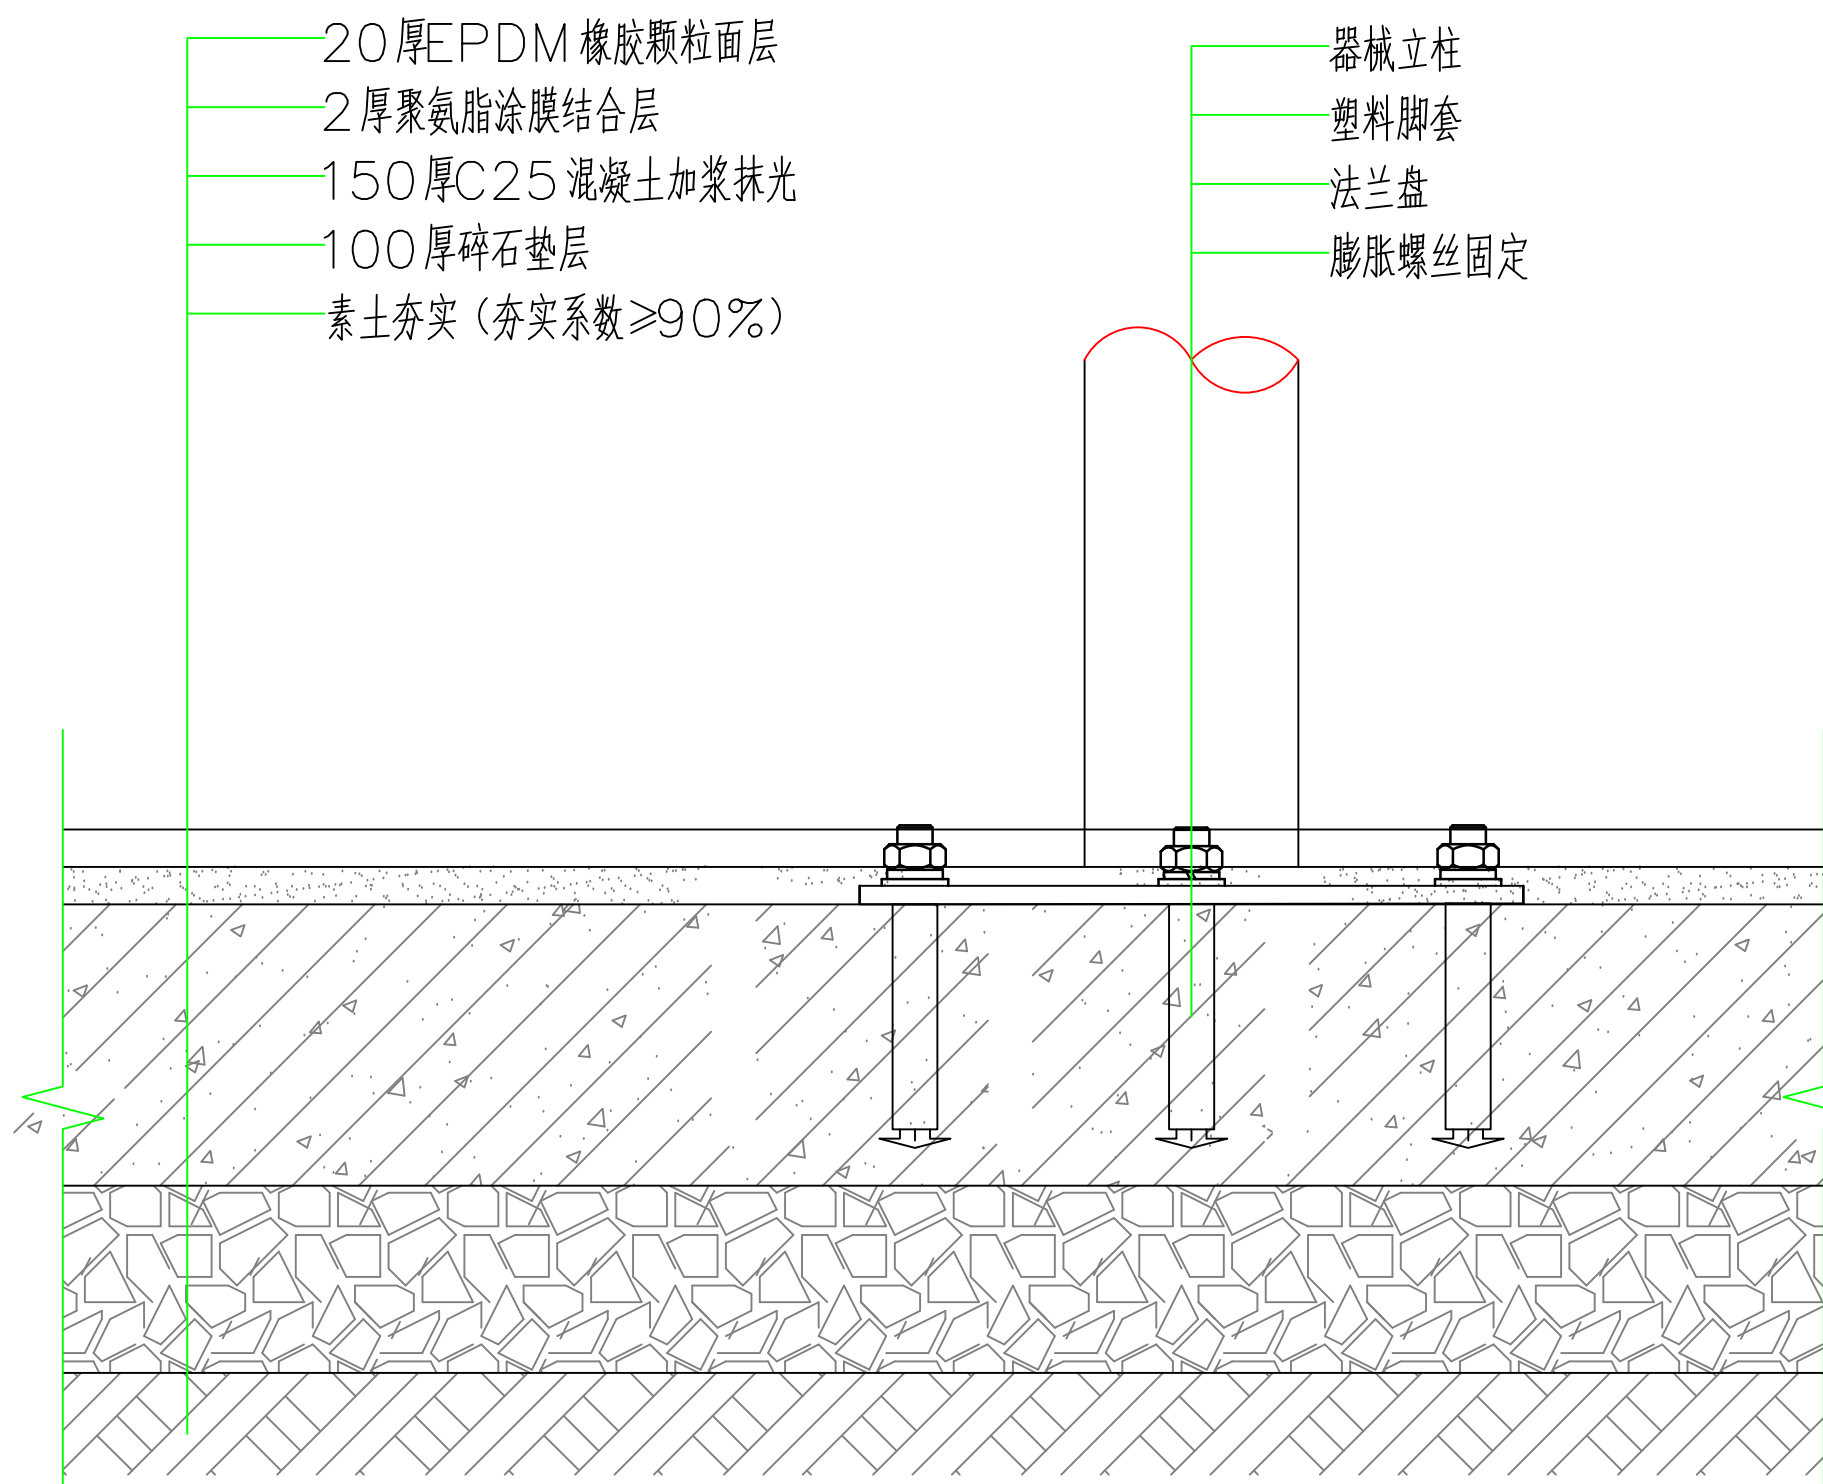 20厚EPDM橡胶颗粒面层
2厚聚氨脂涂膜结合层
150厚C25混凝土加浆抹光
100厚碎石垫层
素土夯实(夯实系数≥90%)
器械立柱
塑料脚套
法兰盘
膨胀螺丝固定